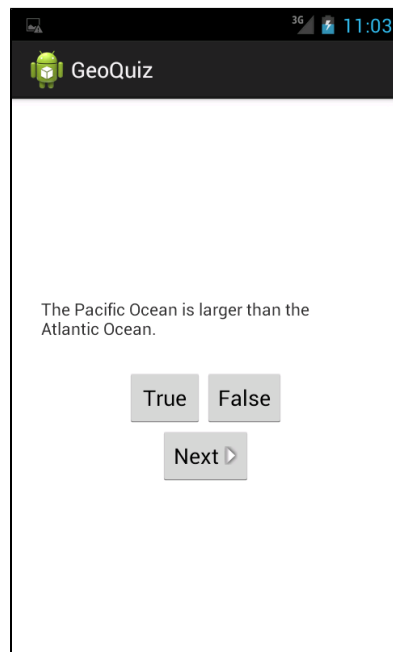 3G 11:03
GeoQuiz
The Pacific Ocean is larger than the
Atlantic Ocean.
True False
Next